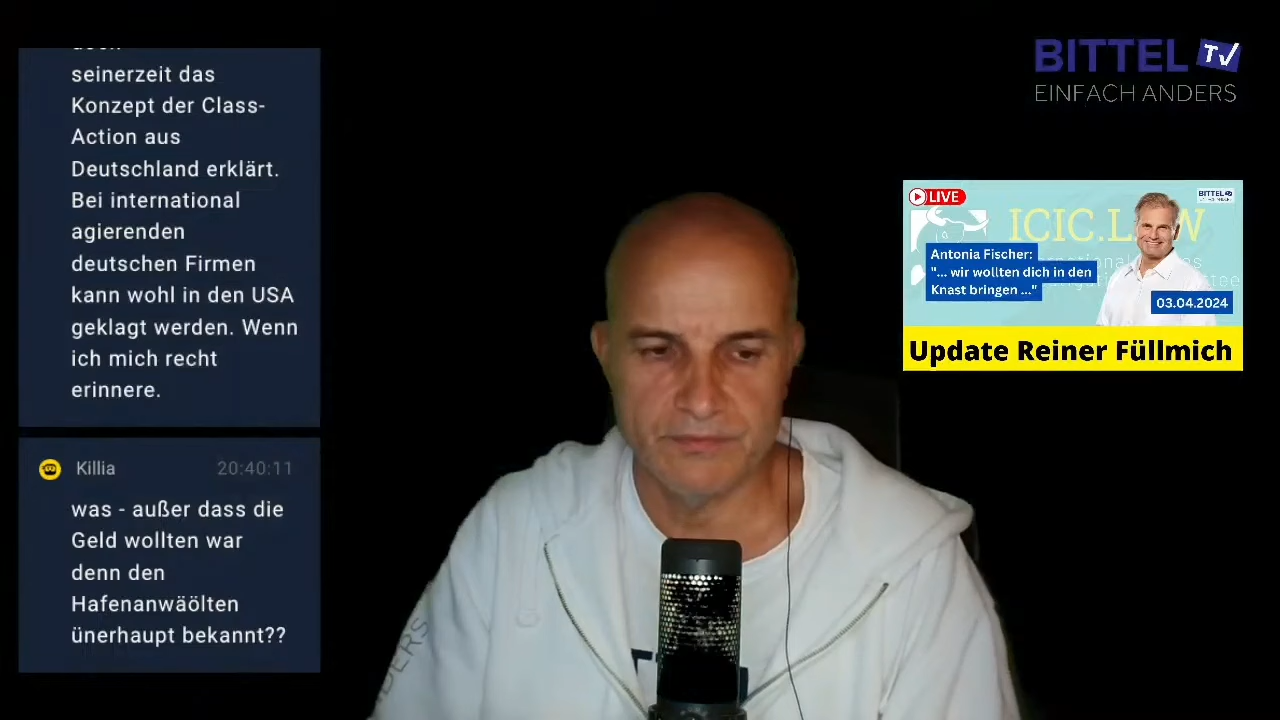 seinerzeit das
Konzept der Class-
Action aus
Deutschland erklärt.
Bei international
agierenden
deutschen Firmen
kann wohl in den USA
geklagt werden. Wenn
ich mich recht
erinnere.
Killia 20:40:11
was - außer dass die
Geld wollten war
denn den
Hafenanwäölten
ünerhaupt bekannt??
BITTEL TV
EINFACH ANDERS
LIVE
BITTEL TV
ICIC.L
W
Antonia Fischer:
"... wir wollten dich in den
Knast bringen ..."
03.04.2024
Update Reiner Füllmich